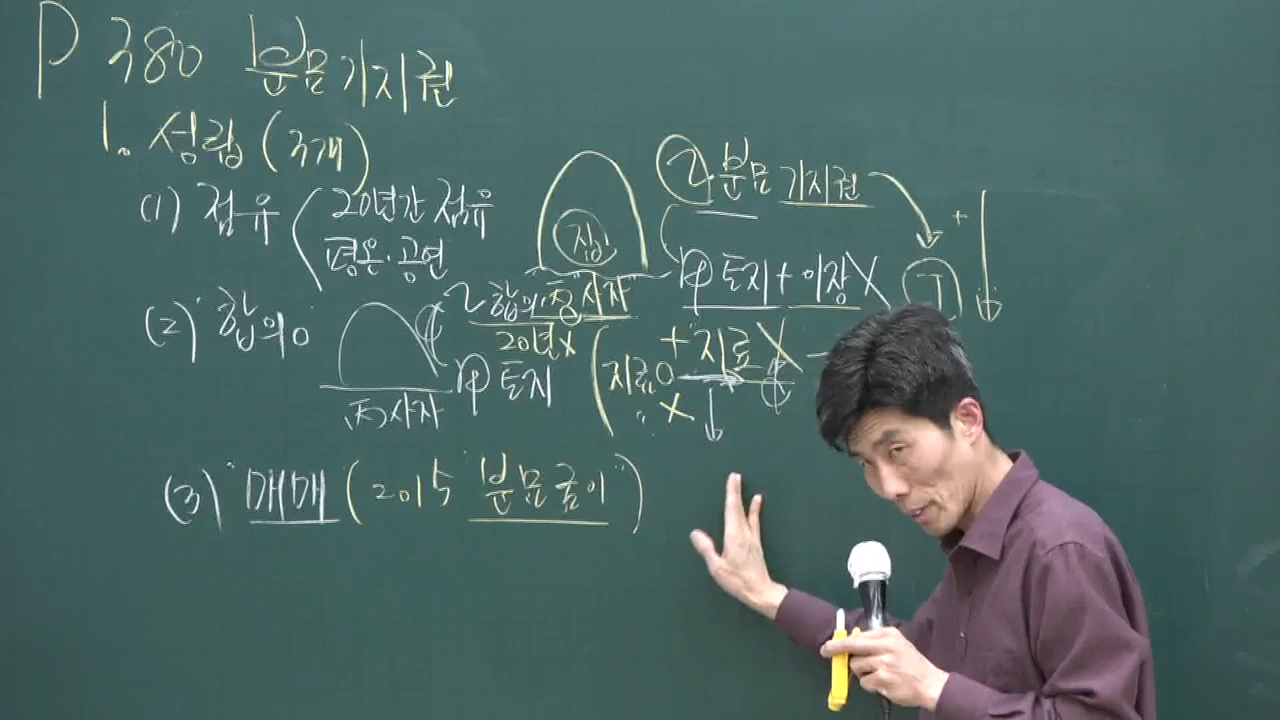 P 380 분묘기지권
1. 성립 (3개)
(1) 점유 20년간 점유
평온·공연
2 분묘 기지권
토지 + 이장 X
(2) 합의
2 합의 사자
20년 X
토지
사자
지료 O
" X
+ 지료 X
(3) 매매 (2015 분묘굴이)